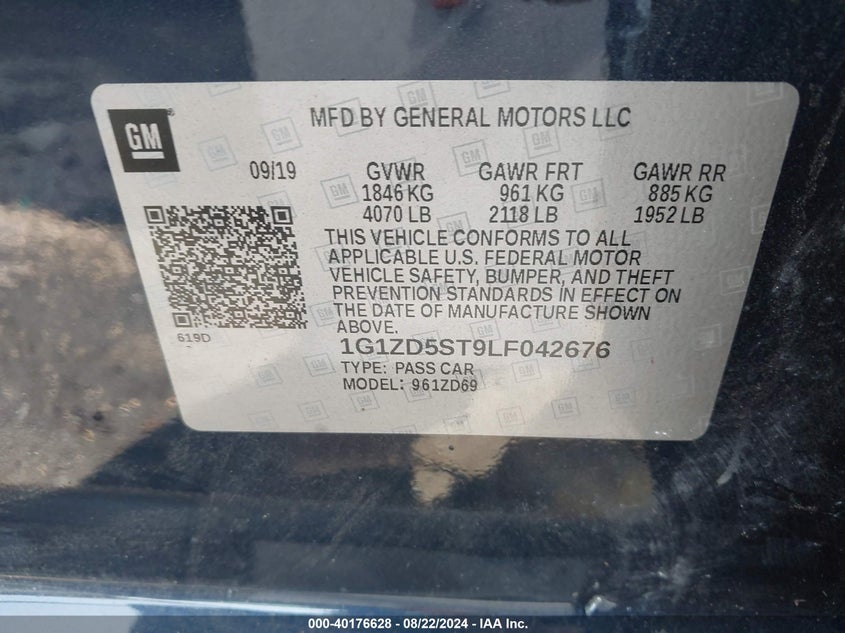 GM
MFD BY GENERAL MOTORS LLC
09/19 GVWR GAWR FRT GAWR RR
1846 KG 961 KG 885 KG
4070 LB 2118 LB 1952 LB
THIS VEHICLE CONFORMS TO ALL
APPLICABLE U.S. FEDERAL MOTOR
VEHICLE SAFETY, BUMPER, AND THEFT
PREVENTION STANDARDS IN EFFECT ON
THE DATE OF MANUFACTURE SHOWN
ABOVE.
619D
1G1ZD5ST9LF042676
TYPE: PASS CAR
MODEL: 961ZD69
000-40176628 - 08/22/2024 - IAA Inc.